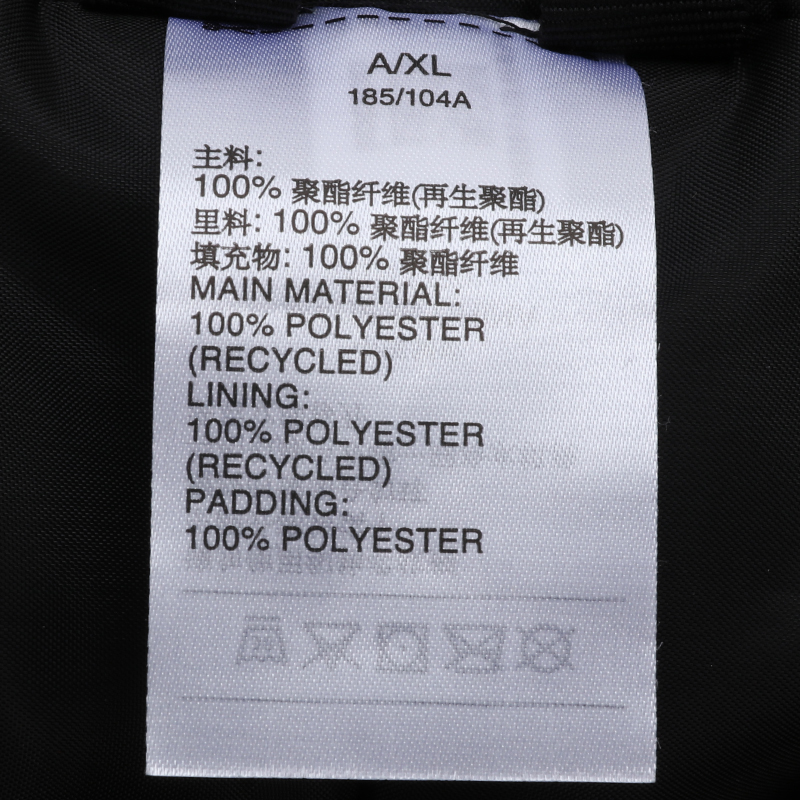 A/XL
185/104A
主料:
100% 聚酯纤维(再生聚酯)
里料: 100% 聚酯纤维(再生聚酯)
填充物: 100% 聚酯纤维
MAIN MATERIAL:
100% POLYESTER
(RECYCLED)
LINING:
100% POLYESTER
(RECYCLED)
PADDING:
100% POLYESTER